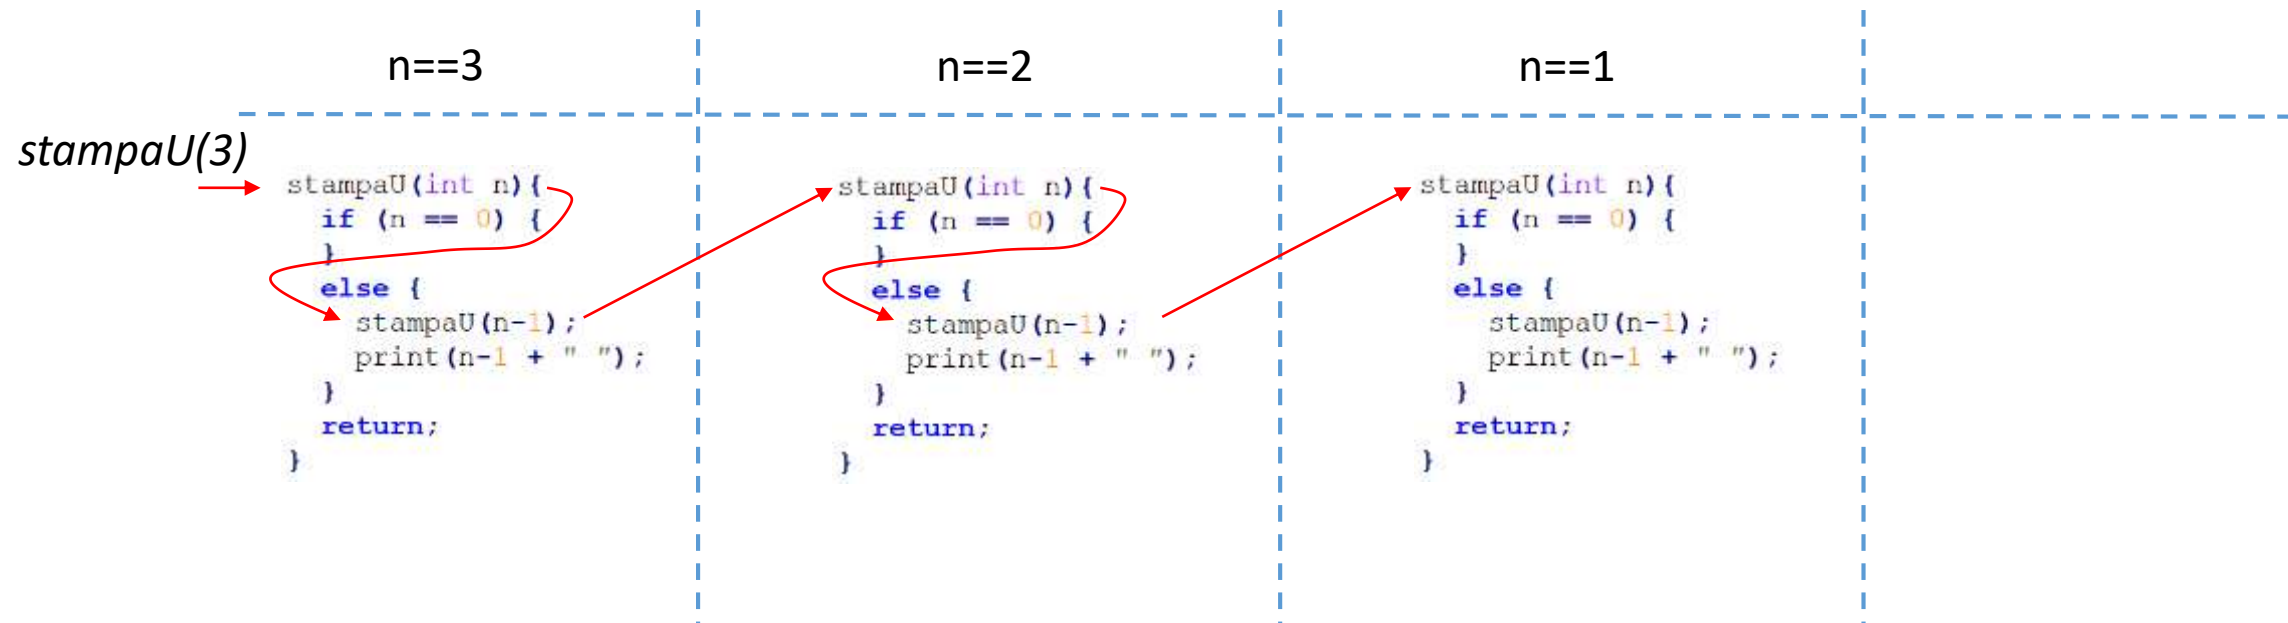 n==3
n==2
n==1
stampaU(3)
stampaU(int n){
  if (n == 0) {
  }
  else {
    stampaU(n-1);
    print(n-1 + " ");
  }
  return;
}
stampaU(int n){
  if (n == 0) {
  }
  else {
    stampaU(n-1);
    print(n-1 + " ");
  }
  return;
}
stampaU(int n){
  if (n == 0) {
  }
  else {
    stampaU(n-1);
    print(n-1 + " ");
  }
  return;
}